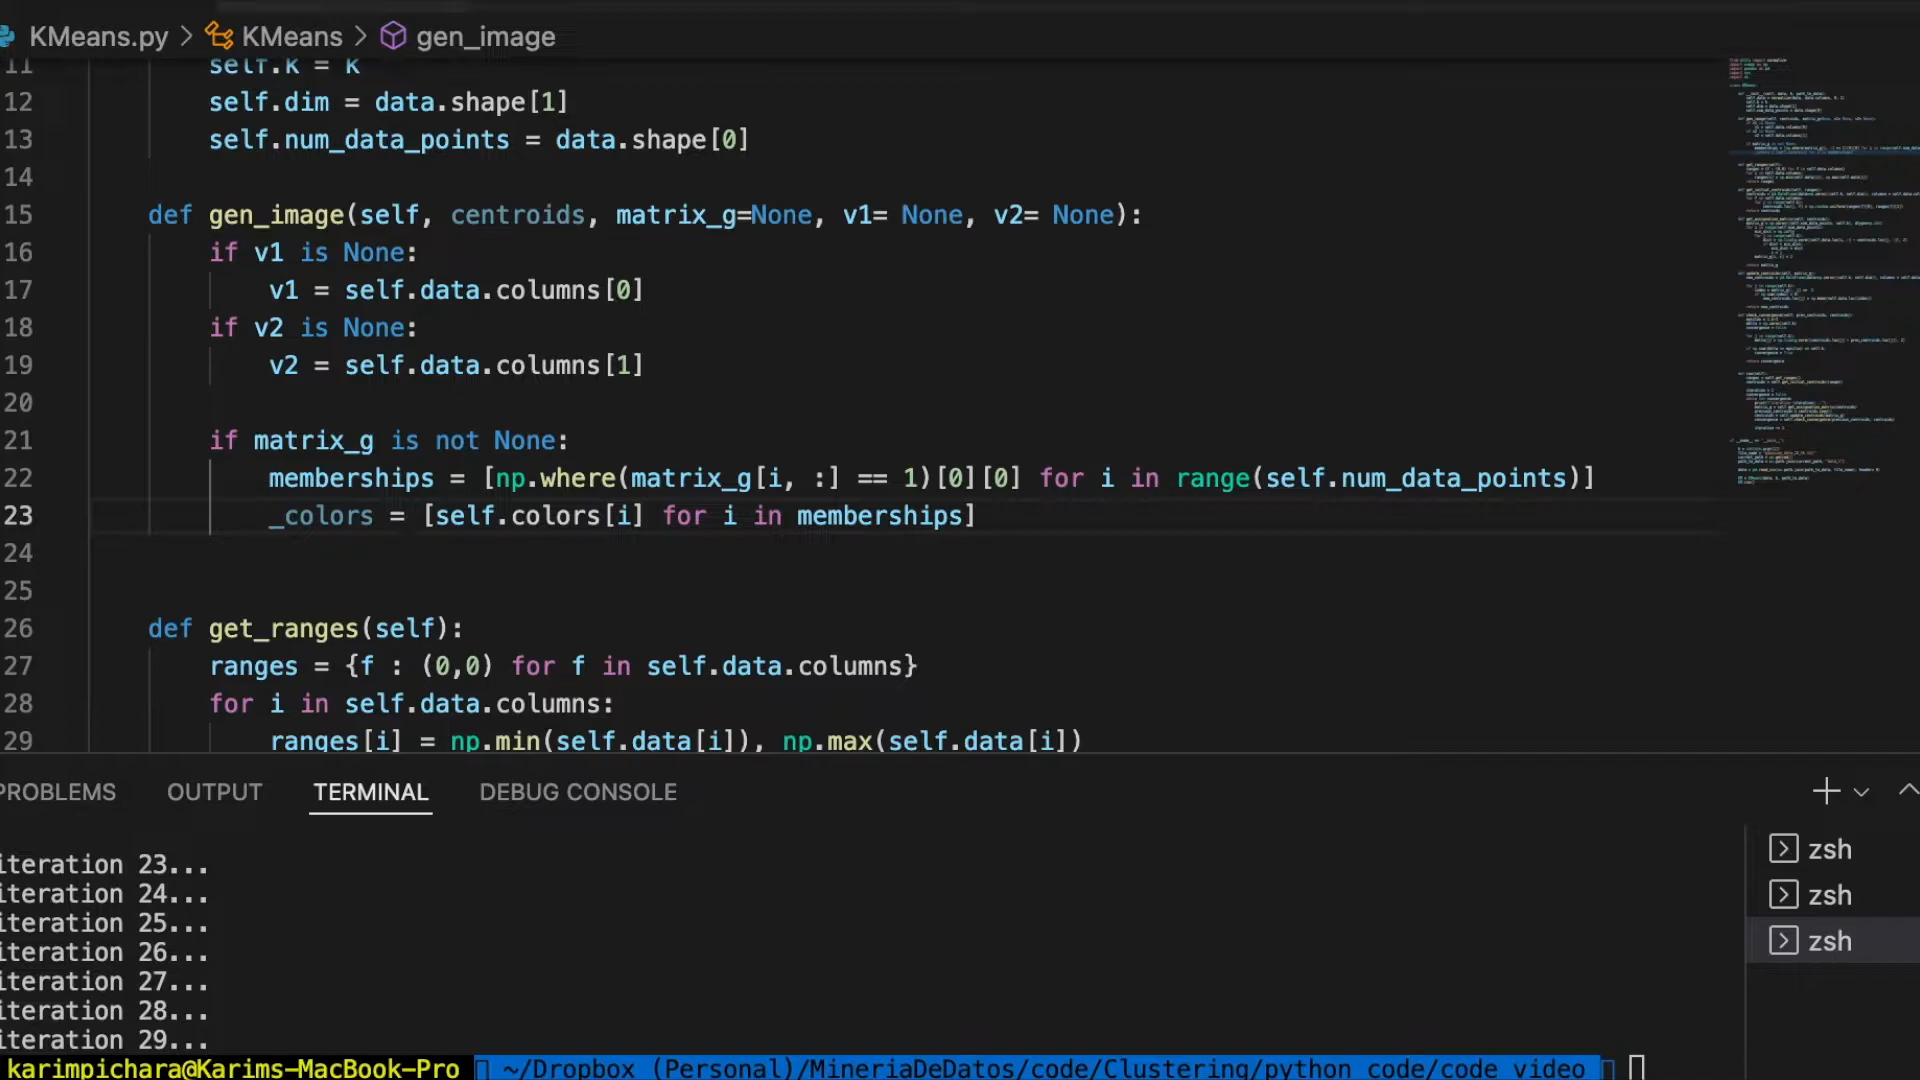 KMeans.py > KMeans > gen_image
11 self.k = k
12 self.dim = data.shape[1]
13 self.num_data_points = data.shape[0]
14
15 def gen_image(self, centroids, matrix_g=None, v1= None, v2= None):
16 if v1 is None:
17 v1 = self.data.columns[0]
18 if v2 is None:
19 v2 = self.data.columns[1]
20
21 if matrix_g is not None:
22 memberships = [np.where(matrix_g[i, :] == 1)[0][0] for i in range(self.num_data_points)]
23 _colors = [self.colors[i] for i in memberships]
24
25
26 def get_ranges(self):
27 ranges = {f : (0,0) for f in self.data.columns}
28 for i in self.data.columns:
29 ranges[i] = np.min(self.data[i]), np.max(self.data[i])
PROBLEMS OUTPUT TERMINAL DEBUG CONSOLE
iteration 23...
iteration 24...
iteration 25...
iteration 26...
iteration 27...
iteration 28...
iteration 29...
karimpichara@Karims-MacBook-Pro ~/Dropbox (Personal)/MineriaDeDatos/code/Clustering/python_code/code_video
zsh
zsh
zsh